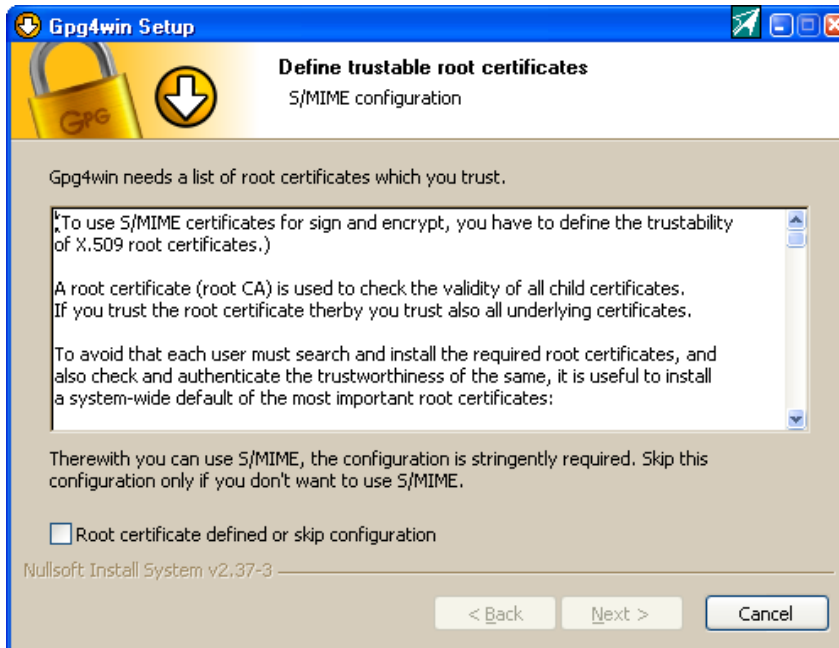 Gpg4win Setup
GPG
Define trustable root certificates
S/MIME configuration
Gpg4win needs a list of root certificates which you trust.
To use S/MIME certificates for sign and encrypt, you have to define the trustability
of X.509 root certificates.)
A root certificate (root CA) is used to check the validity of all child certificates.
If you trust the root certificate therby you trust also all underlying certificates.
To avoid that each user must search and install the required root certificates, and
also check and authenticate the trustworthiness of the same, it is useful to install
a system-wide default of the most important root certificates:
Therewith you can use S/MIME, the configuration is stringently required. Skip this
configuration only if you don't want to use S/MIME.
Root certificate defined or skip configuration
Nullsoft Install System v2.37-3
< Back
Next >
Cancel